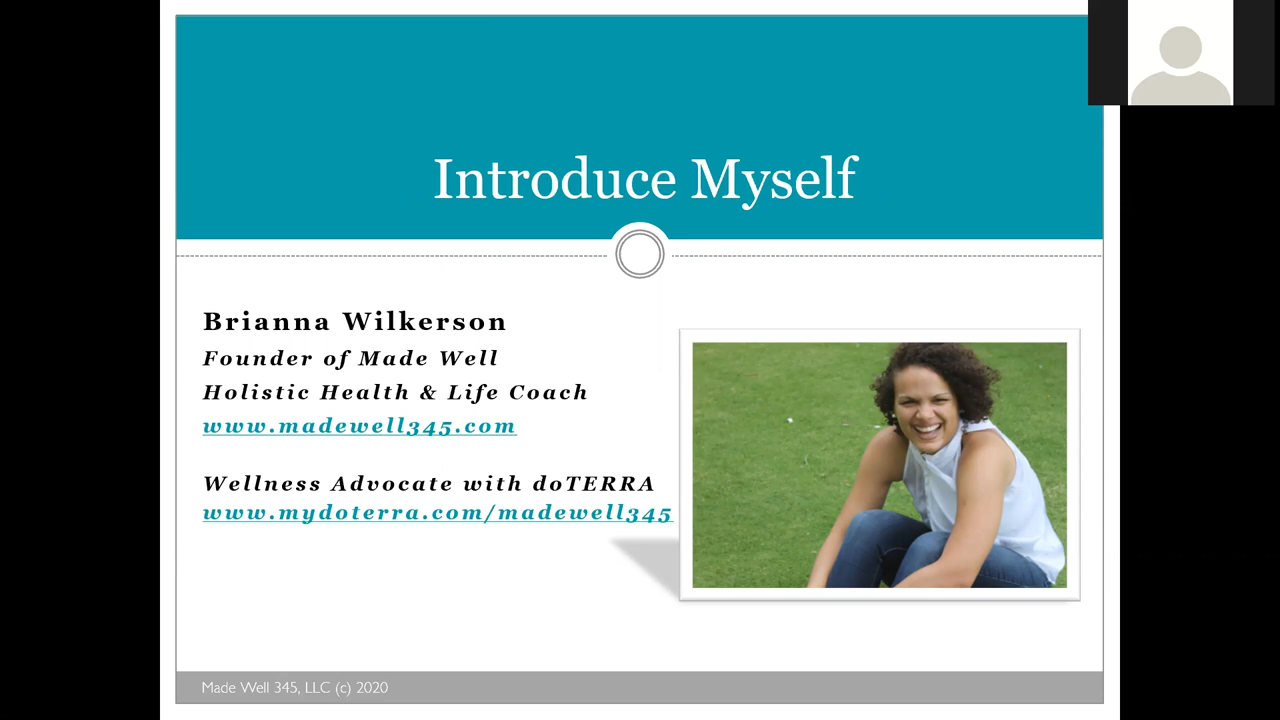 Introduce Myself
Brianna Wilkerson
Founder of Made Well
Holistic Health & Life Coach
www.madewell345.com
Wellness Advocate with doTERRA
www.mydoterra.com/madewell345
Made Well 345, LLC (c) 2020